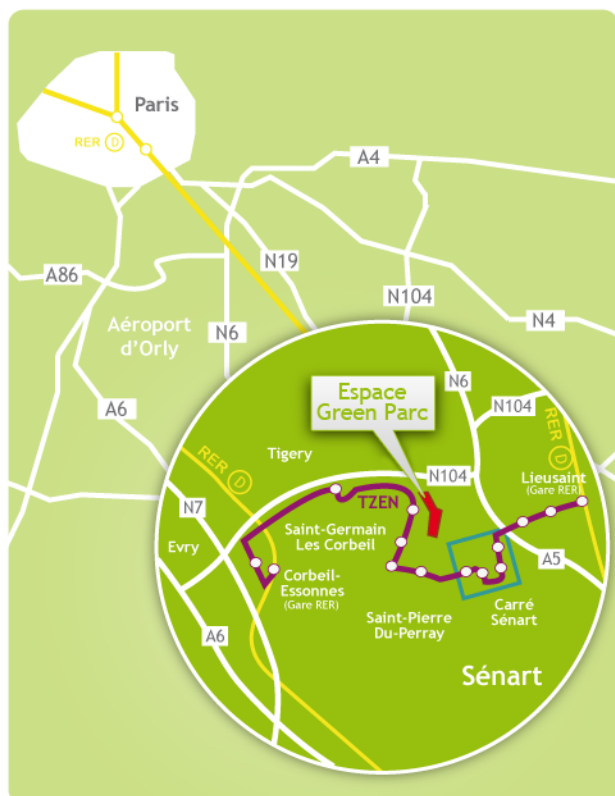 Paris
RER D
A4
N19
A86
N104
N4
Aéroport
d'Orly
N6
A6
Espace
Green Parc
N6
N104
RER D
Tigery
RER D
Lieusaint
(Gare RER)
N104
TZEN
N7
Saint-Germain
Les Corbeil
Evry
A5
Corbeil-
Essonnes
(Gare RER)
Carré
Sénart
Saint-Pierre
Du-Perray
A6
Sénart